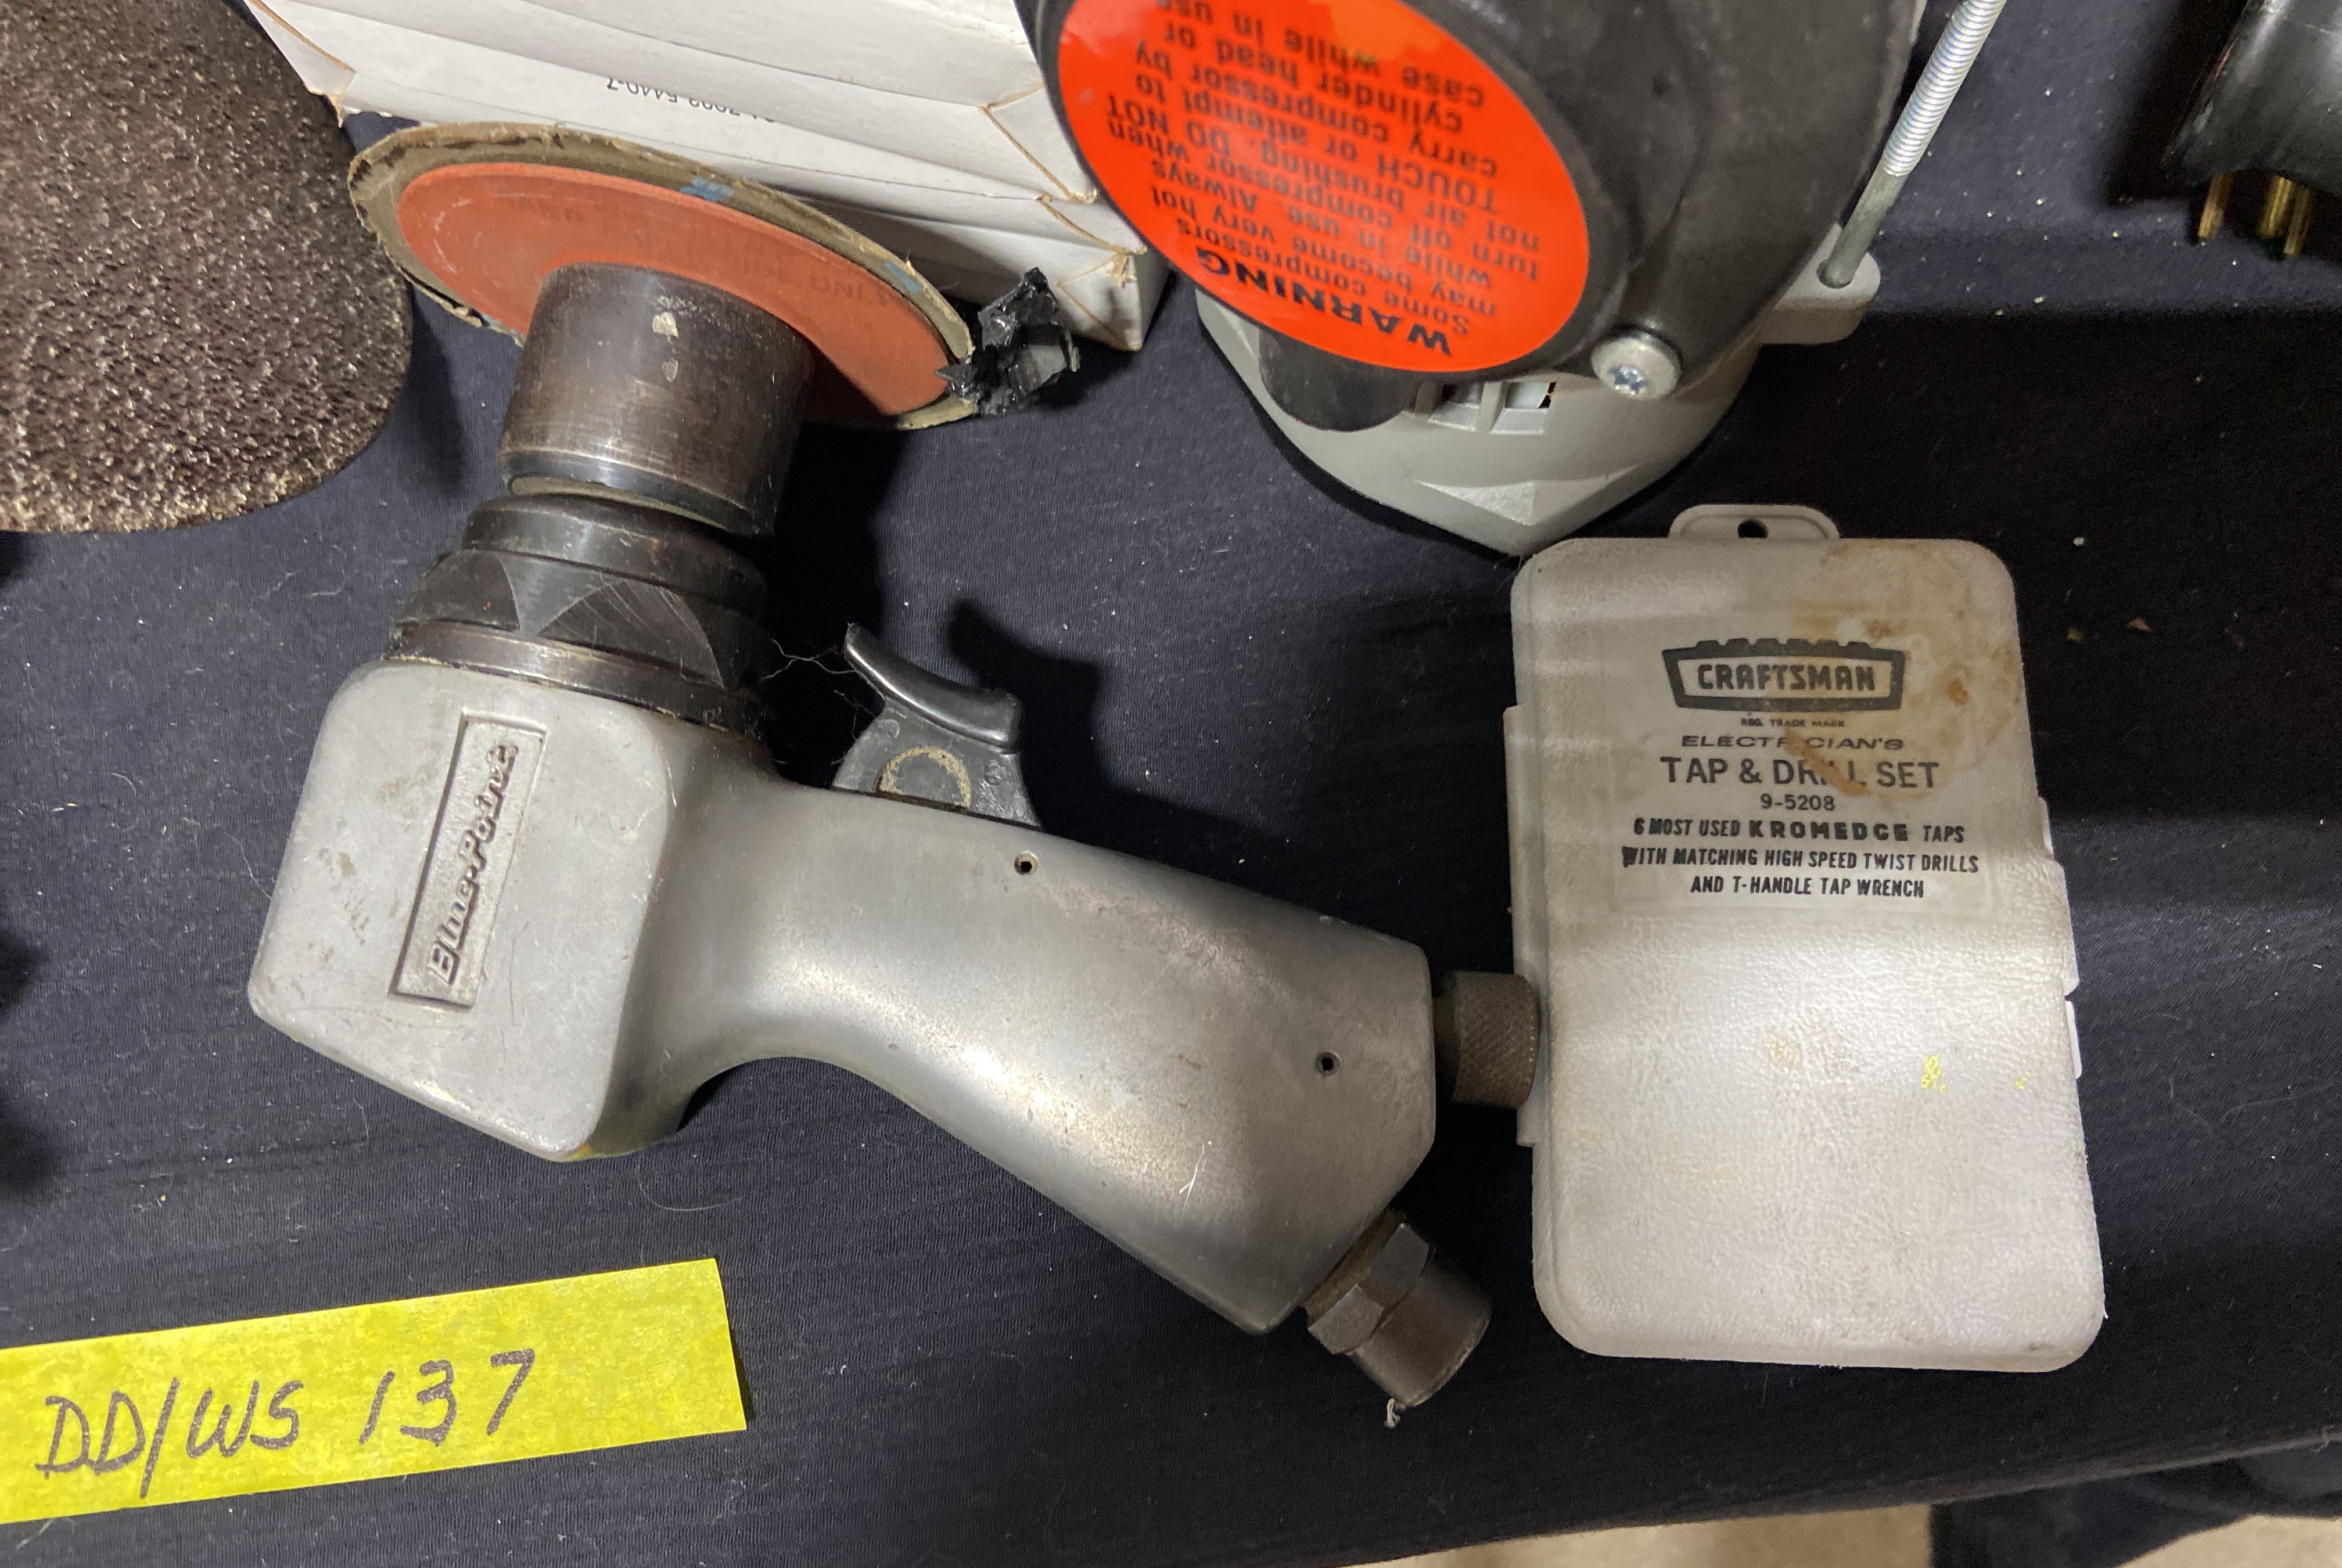 WARNING
Some compressors
may become very hot
while in use. Always
turn off compressor when
not air brushing. DO NOT
TOUCH or attempt to
carry compressor by
cylinder head or
case while in use
Blue-Point
CRAFTSMAN
REG. TRADE MARK
ELECTRICIAN'S
TAP & DRILL SET
9-5208
6 MOST USED KROMEDGE TAPS
WITH MATCHING HIGH SPEED TWIST DRILLS
AND T-HANDLE TAP WRENCH
DD/WS 137